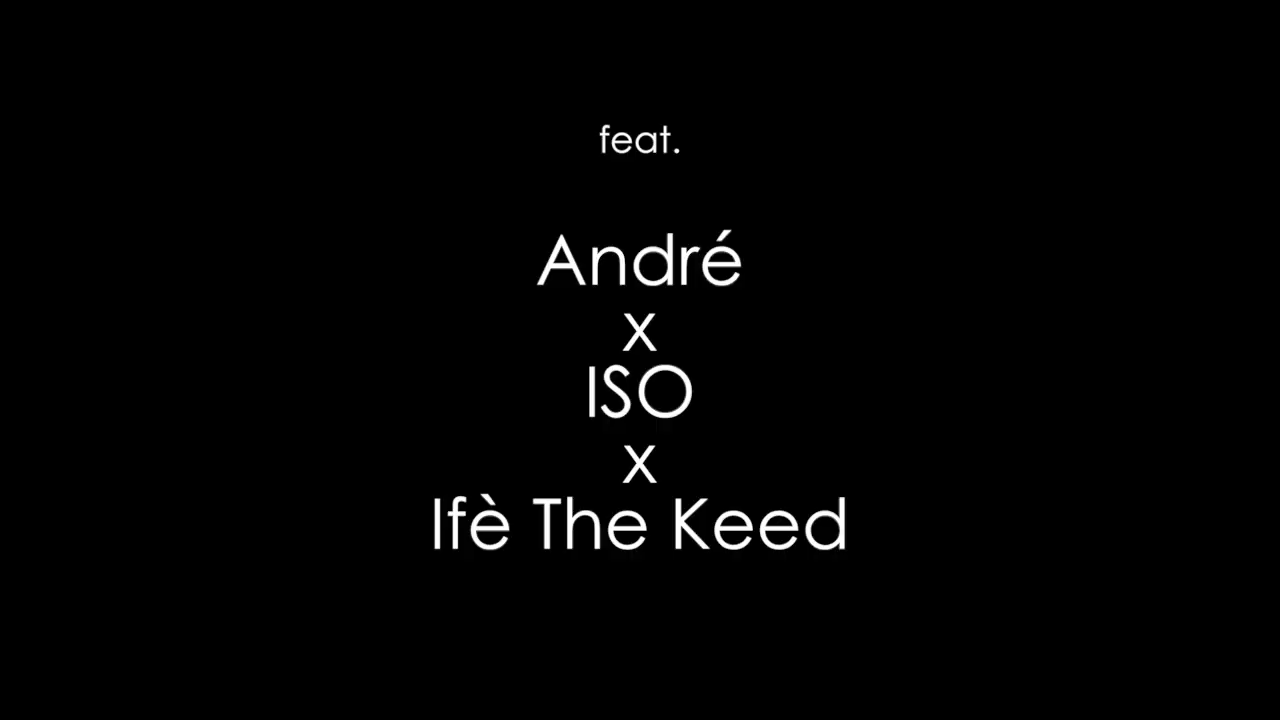 feat.
André
x
ISO
x
Ifè The Keed